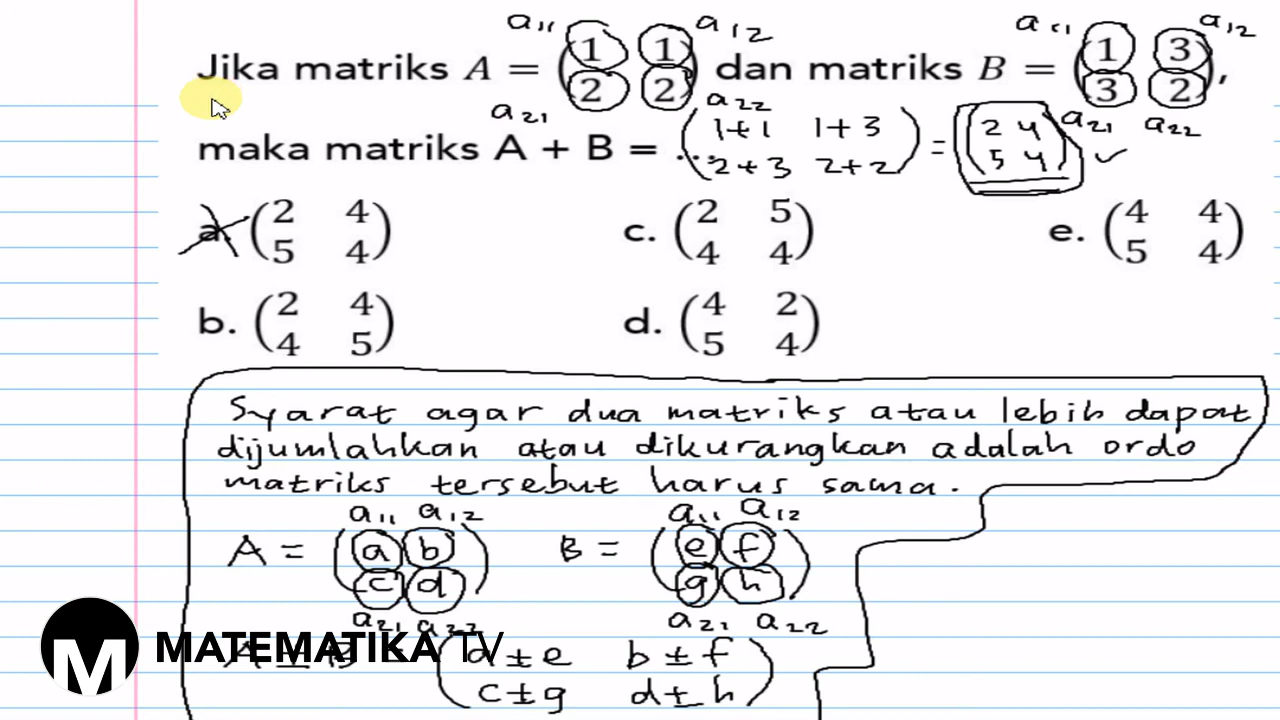 a₁₁ a₁₂ a₁₁ a₁₂
Jika matriks A = (1 1 / 2 2) dan matriks B = (1 3 / 3 2),
a₂₁ a₂₂ a₂₁ a₂₂
maka matriks A + B = ... (1+1 1+3 / 2+3 2+2) = (2 4 / 5 4) ✓
a. (2 4 / 5 4) c. (2 5 / 4 4) e. (4 4 / 5 4)
b. (2 4 / 4 5) d. (4 2 / 5 4)
Syarat agar dua matriks atau lebih dapat
dijumlahkan atau dikurangkan adalah ordo
matriks tersebut harus sama.
a₁₁ a₁₂ a₁₁ a₁₂
A = (a b / c d) B = (e f / g h)
a₂₁ a₂₂ a₂₁ a₂₂
A ± B = (a±e b±f / c±g d±h)
M MATEMATIKA TV